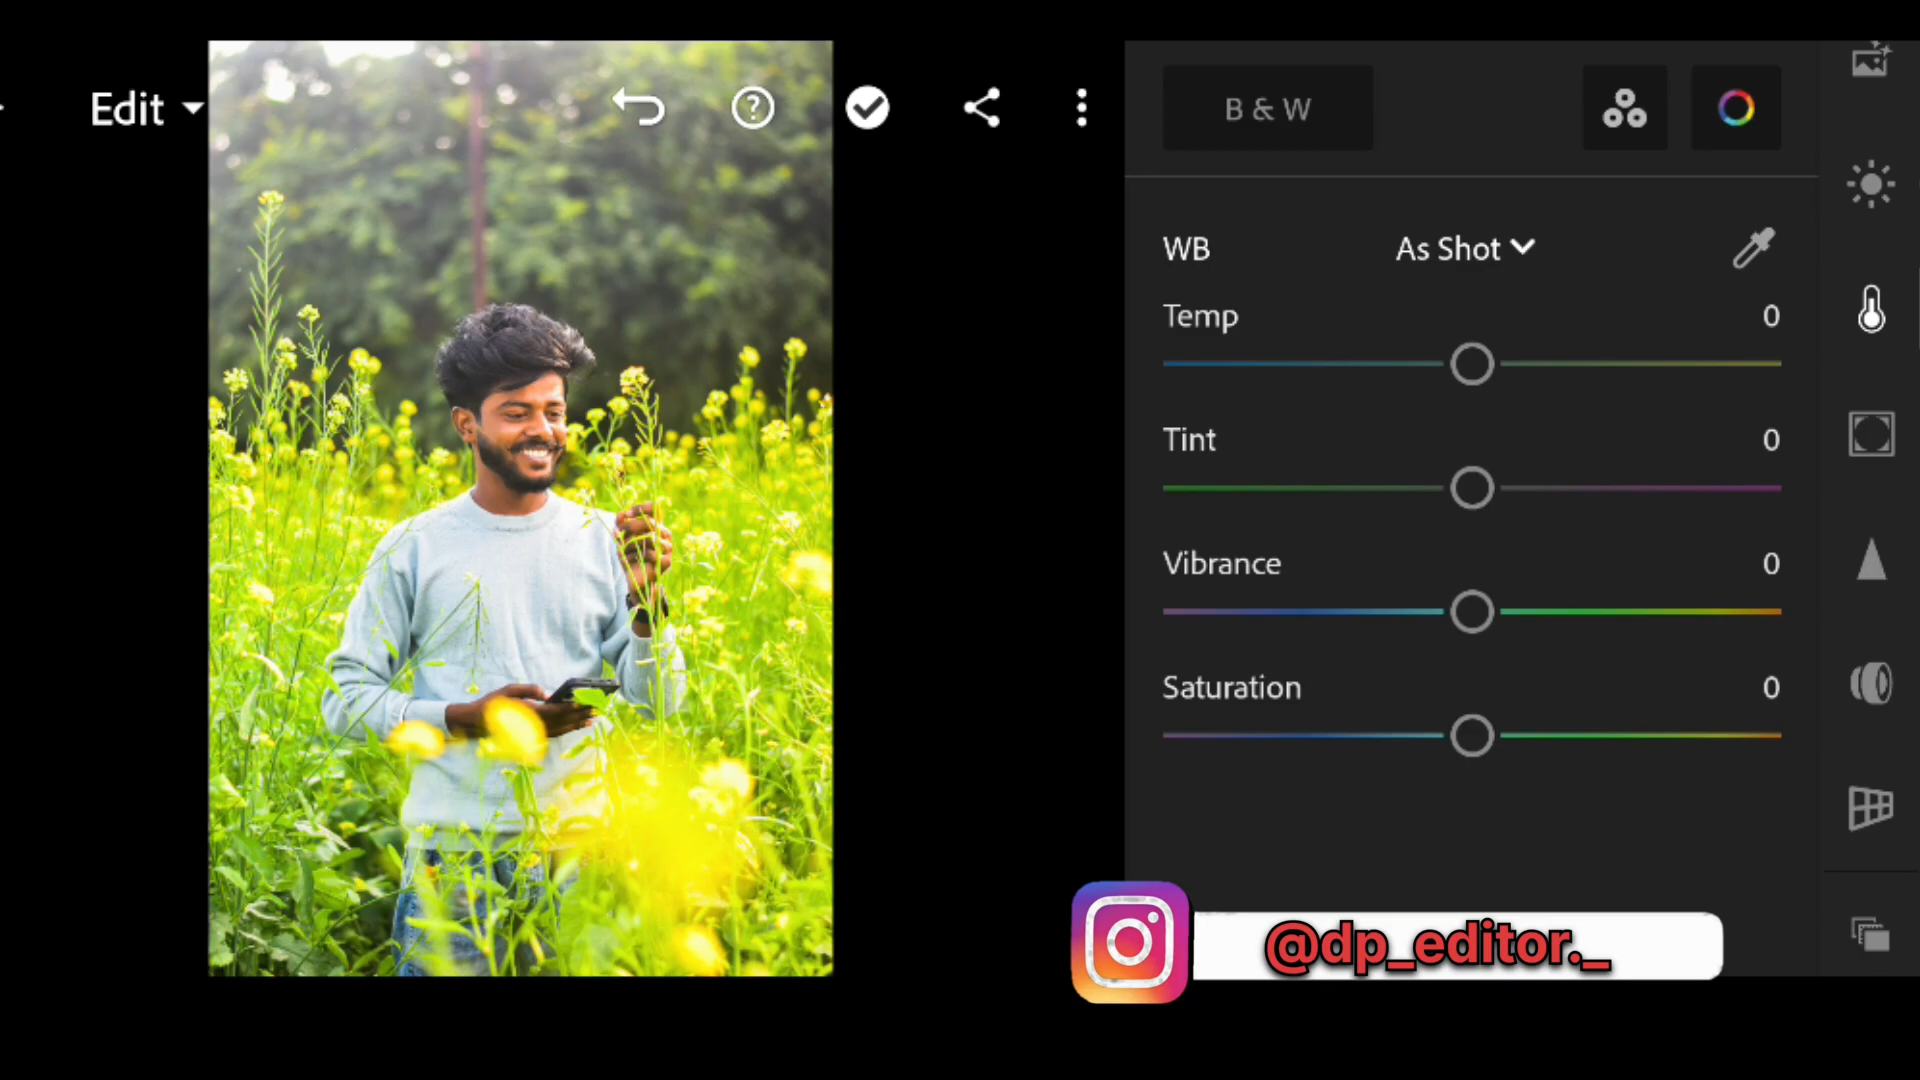 Edit
B & W
WB As Shot
Temp 0
Tint 0
Vibrance 0
Saturation 0
@dp_editor._